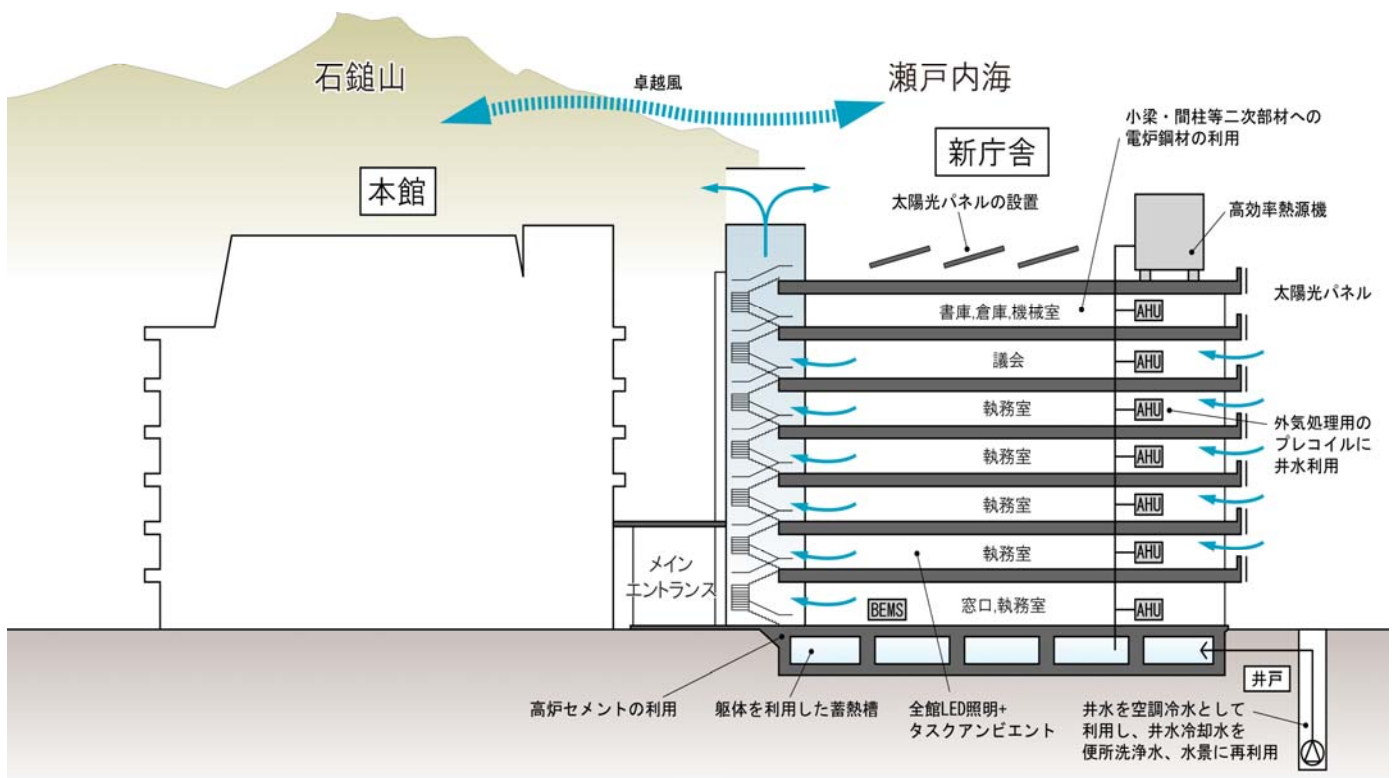 石鎚山
卓越風
瀬戸内海
小梁・間柱等二次部材への
電炉鋼材の利用
新庁舎
本館
太陽光パネルの設置
高効率熱源機
太陽光パネル
書庫,倉庫,機械室
AHU
議会
AHU
執務室
AHU
外気処理用の
プレコイルに
井水利用
執務室
AHU
執務室
AHU
執務室
AHU
メイン
エントランス
BEMS
窓口,執務室
AHU
井戸
高炉セメントの利用
躯体を利用した蓄熱槽
全館LED照明+
タスクアンビエント
井水を空調冷水として
利用し、井水冷却水を
便所洗浄水、水景に再利用